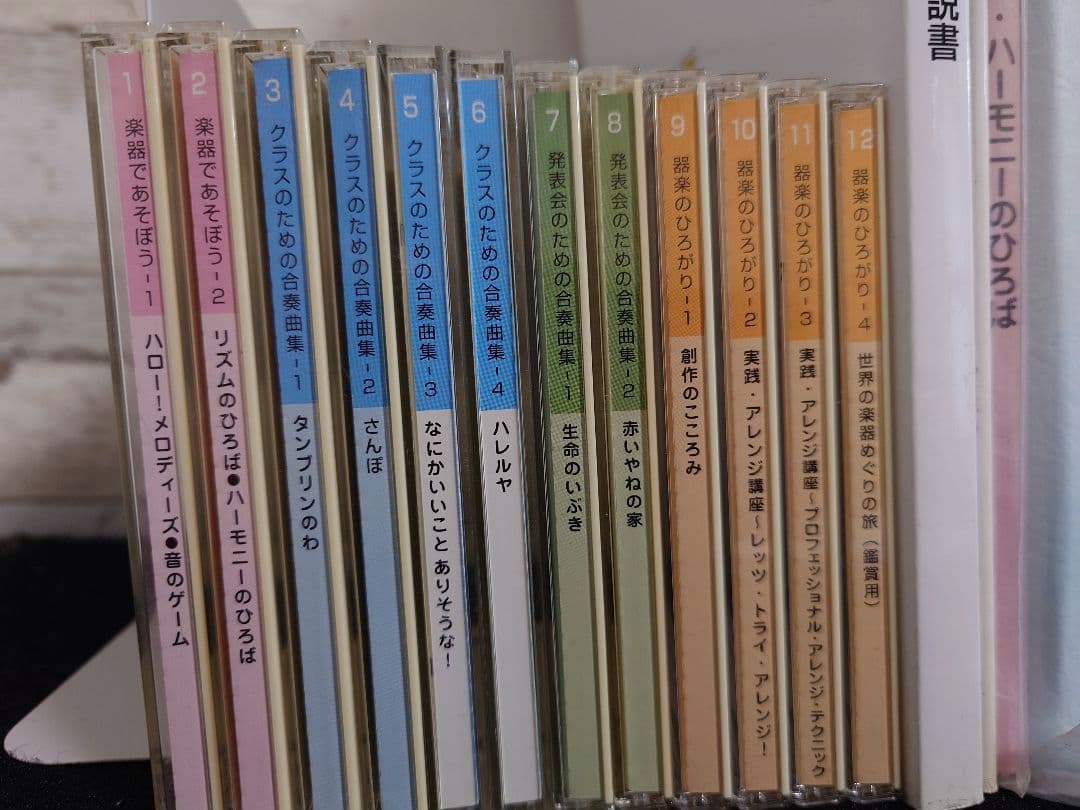 1 楽器であそぼう-1 ハロー！メロディーズ●音のゲーム
2 楽器であそぼう-2 リズムのひろば●ハーモニーのひろば
3 クラスのための合奏曲集-1 タンブリンのわ
4 クラスのための合奏曲集-2 さんぽ
5 クラスのための合奏曲集-3 なにかいいことありそうな！
6 クラスのための合奏曲集-4 ハレルヤ
7 発表会のための合奏曲集-1 生命のいぶき
8 発表会のための合奏曲集-2 赤いやねの家
9 器楽のひろがり-1 創作のこころみ
10 器楽のひろがり-2 実践・アレンジ講座～レッツ・トライ・アレンジ！
11 器楽のひろがり-3 実践・アレンジ講座～プロフェッショナル・アレンジ・テクニック
12 器楽のひろがり-4 世界の楽器めぐりの旅（鑑賞用）
説書
・ハーモニーのひろば